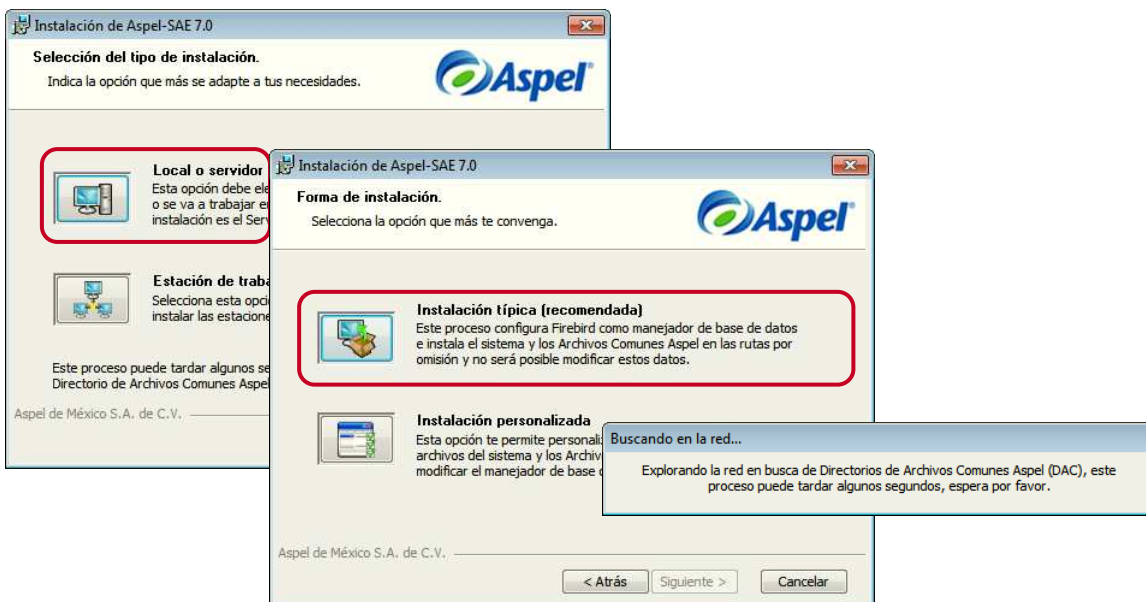 Instalación de Aspel-SAE 7.0
Selección del tipo de instalación.
Indica la opción que más se adapte a tus necesidades.
Aspel
Local o servidor
Esta opción debe ele
o se va a trabajar e
instalación es el Ser
Estación de traba
Selecciona esta opci
instalar las estacione
Este proceso puede tardar algunos se
Directorio de Archivos Comunes Aspel
Aspel de México S.A. de C.V.
Instalación de Aspel-SAE 7.0
Forma de instalación.
Selecciona la opción que más te convenga.
Aspel
Instalación típica (recomendada)
Este proceso configura Firebird como manejador de base de datos
e instala el sistema y los Archivos Comunes Aspel en las rutas por
omisión y no será posible modificar estos datos.
Instalación personalizada
Esta opción te permite personali
archivos del sistema y los Archiv
modificar el manejador de base d
Aspel de México S.A. de C.V.
< Atrás
Siguiente >
Cancelar
Buscando en la red...
Explorando la red en busca de Directorios de Archivos Comunes Aspel (DAC), este
proceso puede tardar algunos segundos, espera por favor.